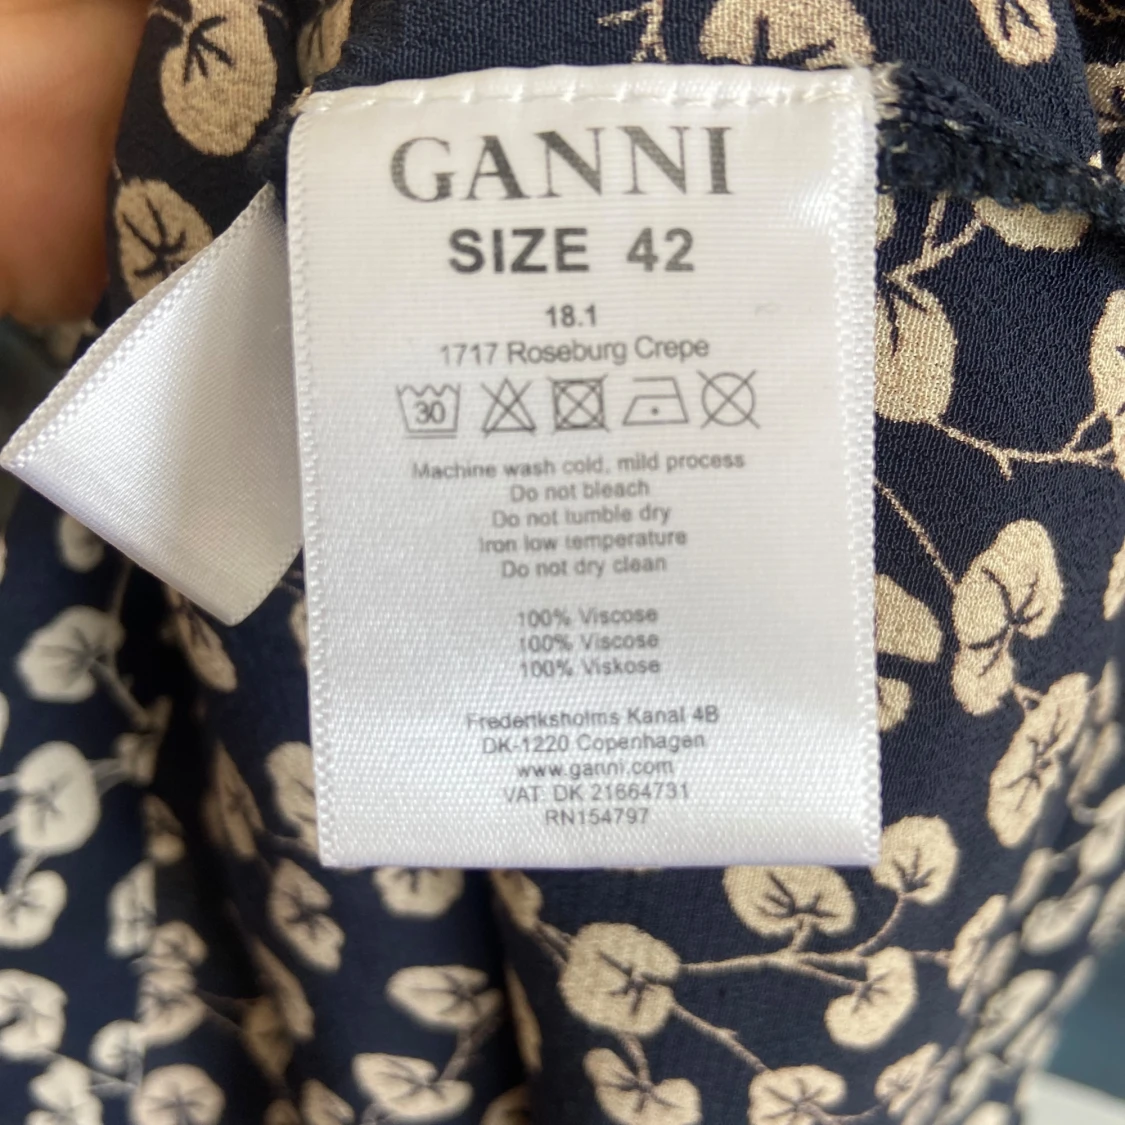 GANNI
SIZE 42
18.1
1717 Roseburg Crepe
30
Machine wash cold, mild process
Do not bleach
Do not tumble dry
Iron low temperature
Do not dry clean
100% Viscose
100% Viscose
100% Viskose
Frederiksholms Kanal 4B
DK-1220 Copenhagen
www.ganni.com
VAT: DK 21664731
RN154797